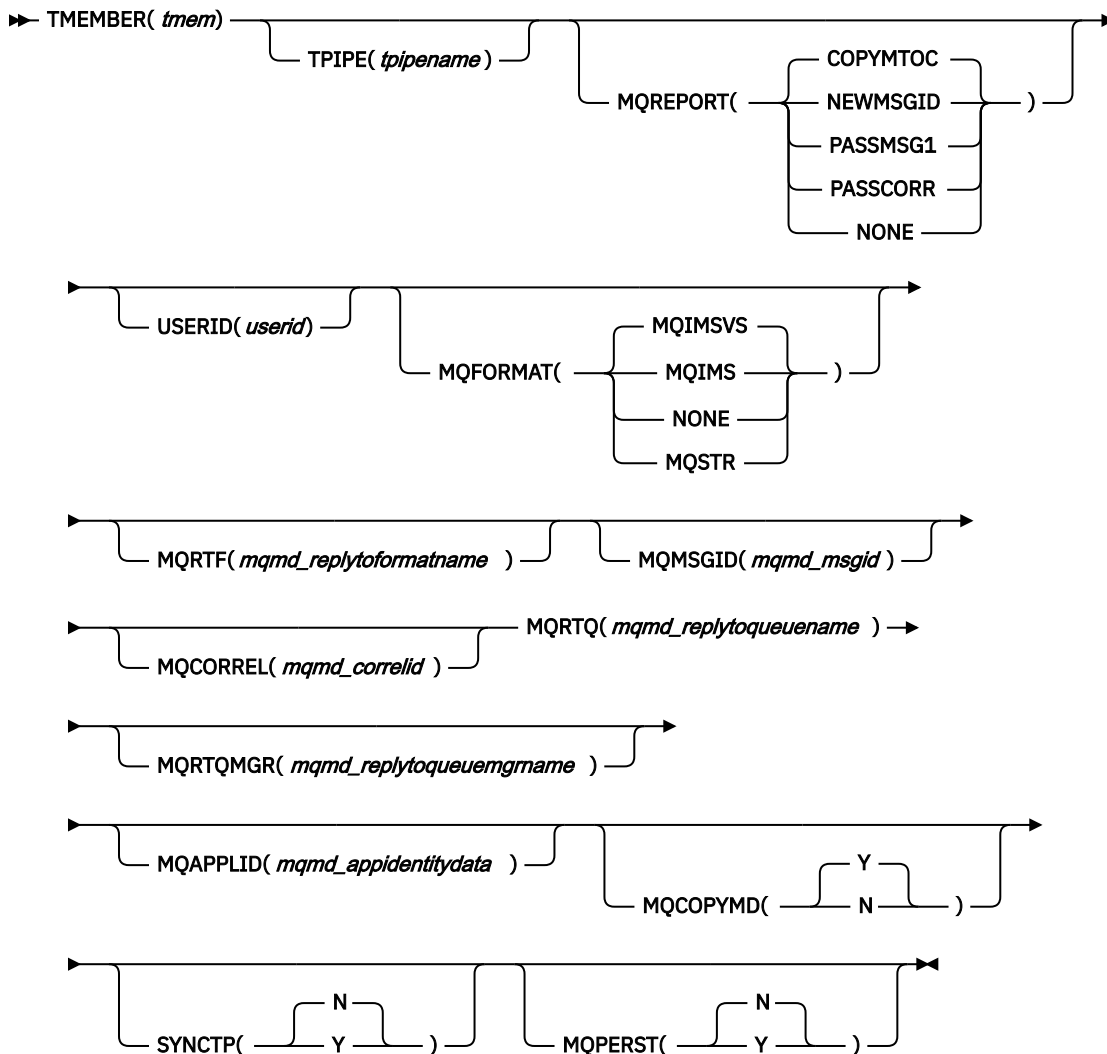 TMEMBER( tmem)
TPIPE( tpipename )
MQREPORT(
COPYMTOC
NEWMSGID
PASSMSG1
PASSCORR
NONE
)
USERID( userid)
MQFORMAT(
MQIMSVS
MQIMS
NONE
MQSTR
)
MQRTF( mqmd_replytoformatname )
MQMSGID( mqmd_msgid )
MQCORREL( mqmd_correlid )
MQRTQ( mqmd_replytoqueuename )
MQRTQMGR( mqmd_replytoqueuemgrname )
MQAPPLID( mqmd_appidentitydata )
MQCOPYMD(
Y
N
)
SYNCTP(
N
Y
)
MQPERST(
N
Y
)